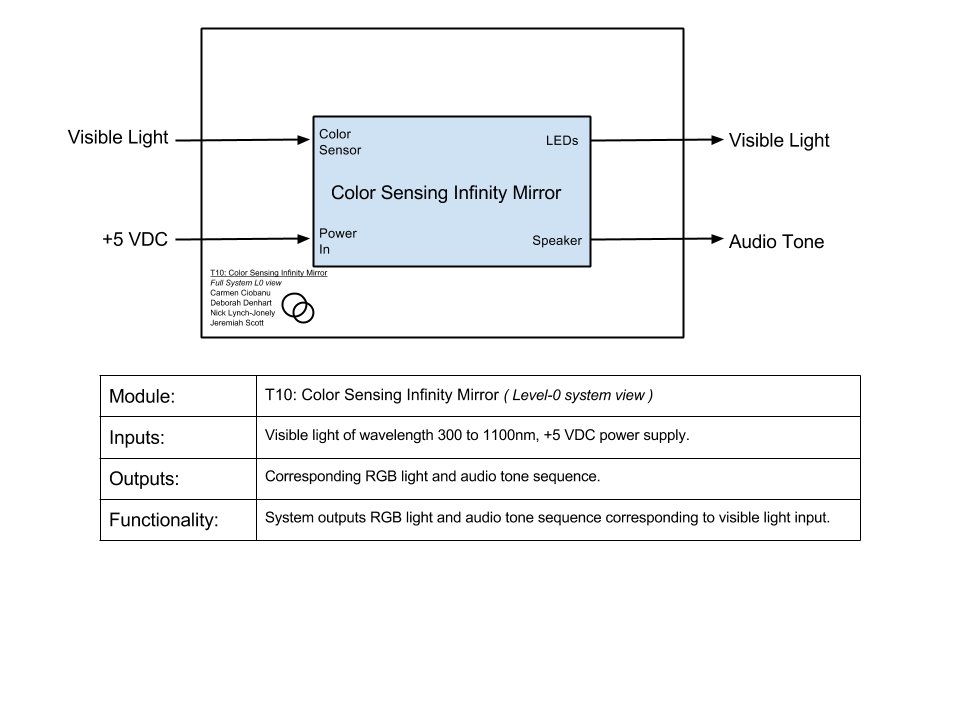 Visible Light
Color
Sensor
LEDs
Visible Light
Color Sensing Infinity Mirror
+5 VDC
Power
In
Speaker
Audio Tone
T10: Color Sensing Infinity Mirror
Full System L0 view
Carmen Ciobanu
Deborah Denhart
Nick Lynch-Jonely
Jeremiah Scott
Module:
T10: Color Sensing Infinity Mirror ( Level-0 system view )
Inputs:
Visible light of wavelength 300 to 1100nm, +5 VDC power supply.
Outputs:
Corresponding RGB light and audio tone sequence.
Functionality:
System outputs RGB light and audio tone sequence corresponding to visible light input.